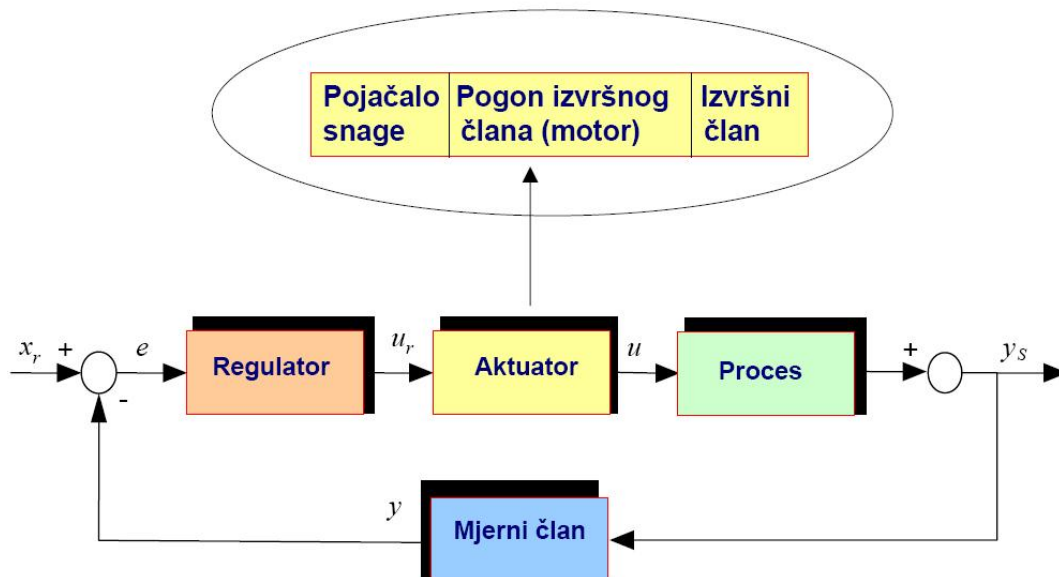 Pojačalo snage
Pogon izvršnog člana (motor)
Izvršni član
x_r
+
-
e
Regulator
u_r
Aktuator
u
Proces
+
y_S
y
Mjerni član